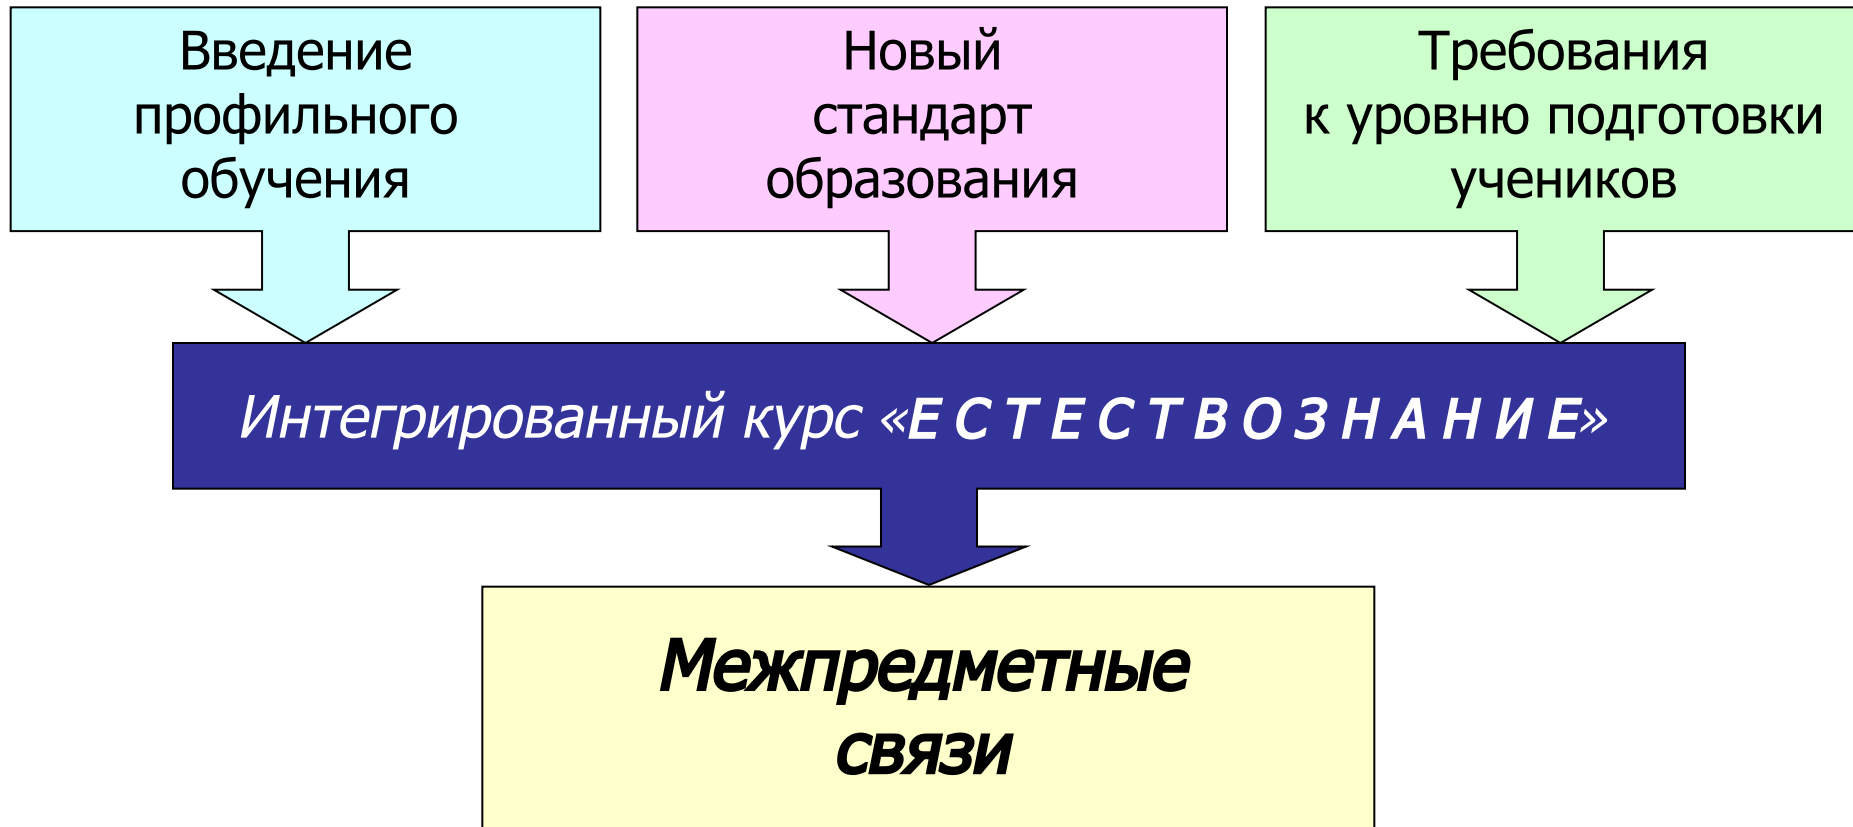 Введение
профильного
обучения
Новый
стандарт
образования
Требования
к уровню подготовки
учеников
Интегрированный курс «Е С Т Е С Т В О З Н А Н И Е»
Межпредметные
связи